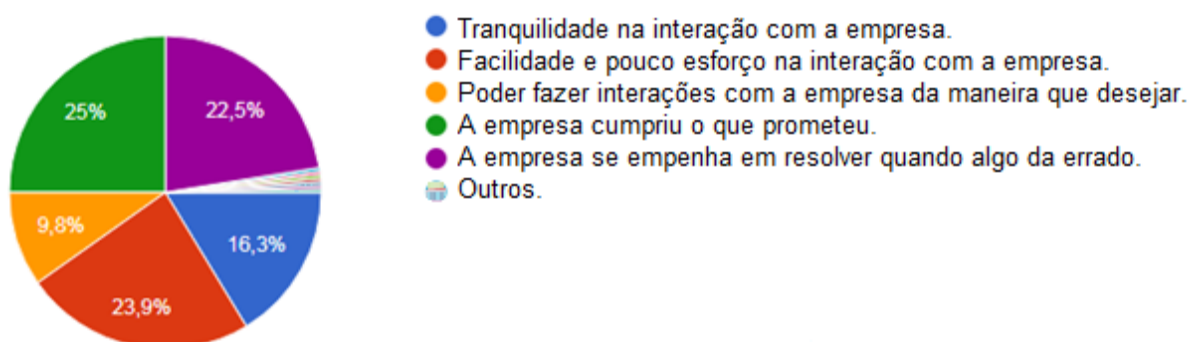 Tranquilidade na interação com a empresa.
Facilidade e pouco esforço na interação com a empresa.
Poder fazer interações com a empresa da maneira que desejar.
A empresa cumpriu o que prometeu.
A empresa se empenha em resolver quando algo da errado.
Outros.
25%
22,5%
9,8%
16,3%
23,9%